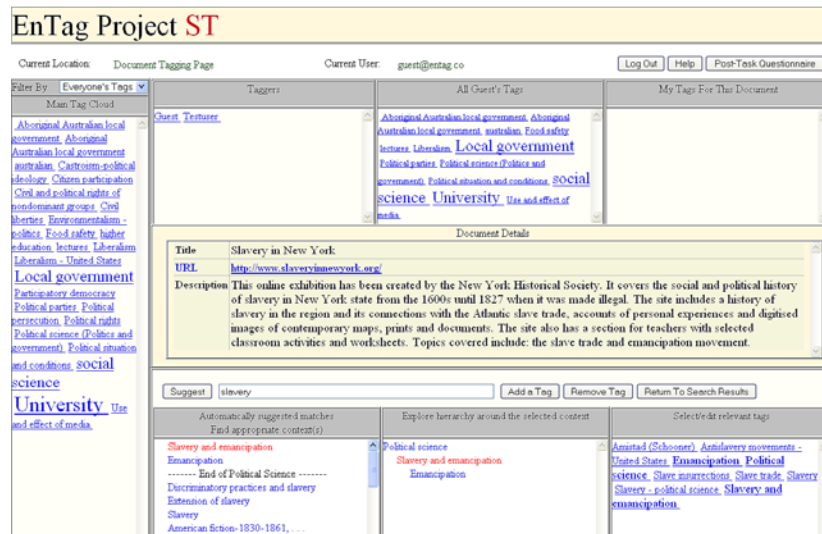 EnTag Project ST
Current Location: Document Tagging Page Current User: guest@entag.co Log Out Help Post-Task Questionnaire
Filter By Everyone's Tags
Main Tag Cloud
Aboriginal Australian local
government Aboriginal
Australian local government
australian Castroism-political
ideology Citizen participation
Civil and political rights of
nondominant groups Civil
liberties Environmentalism -
politics Food safety higher
education lectures Liberalism
Liberalism - United States
Local government
Participatory democracy
Political parties Political
persecution Political rights
Political science (Politics and
government) Political situation
and conditions social
science
University Use
and effect of media
Taggers
Guest Testuser
All Guest's Tags
Aboriginal Australian local government Aboriginal
Australian local government australian Food safety
lectures Liberalism Local government
Political parties Political science (Politics and
government) Political situation and conditions social
science University Use and effect of
media
My Tags For This Document
Document Details
Title Slavery in New York
URL http://www.slaveryinnewyork.org/
Description This online exhibition has been created by the New York Historical Society. It covers the social and political history
of slavery in New York state from the 1600s until 1827 when it was made illegal. The site includes a history of
slavery in the region and its connections with the Atlantic slave trade, accounts of personal experiences and digitised
images of contemporary maps, prints and documents. The site also has a section for teachers with selected
classroom activities and worksheets. Topics covered include: the slave trade and emancipation movement.
Suggest slavery Add a Tag Remove Tag Return To Search Results
Automatically suggested matches
Find appropriate context(s)
Slavery and emancipation
Emancipation
------- End of Political Science -------
Discriminatory practices and slavery
Extension of slavery
Slavery
American fiction-1830-1861, . . .
Explore hierarchy around the selected context
Political science
Slavery and emancipation
Emancipation
Select/edit relevant tags
Amistad (Schooner) Antislavery movements -
United States Emancipation Political
science Slave insurrections Slave trade Slavery
Slavery - political science Slavery and
emancipation